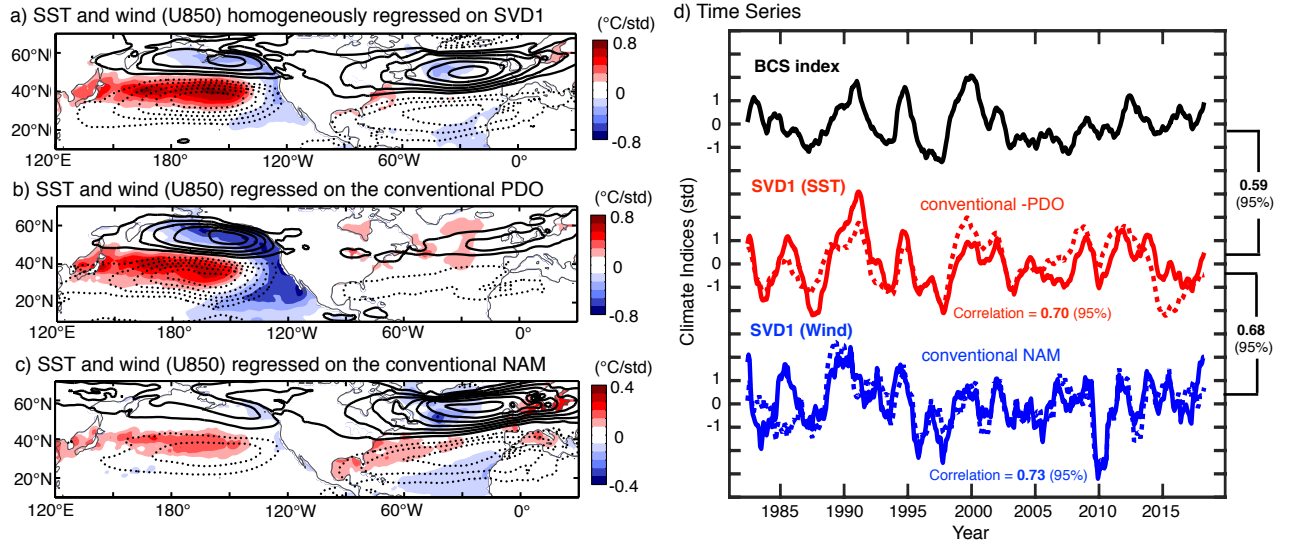 a) SST and wind (U850) homogeneously regressed on SVD1
(°C/std)
60°N
40°N
20°N
120°E
180°
120°W
60°W
0°
0.8
0
-0.8
b) SST and wind (U850) regressed on the conventional PDO
(°C/std)
60°N
40°N
20°N
120°E
180°
120°W
60°W
0°
0.8
0
-0.8
c) SST and wind (U850) regressed on the conventional NAM
(°C/std)
60°N
40°N
20°N
120°E
180°
120°W
60°W
0°
0.4
0
-0.4
d) Time Series
BCS index
1
0
-1
SVD1 (SST)
conventional -PDO
1
0
-1
Correlation = 0.70 (95%)
SVD1 (Wind)
conventional NAM
1
0
-1
Correlation = 0.73 (95%)
Climate Indices (std)
1985
1990
1995
2000
2005
2010
2015
Year
0.59
(95%)
0.68
(95%)